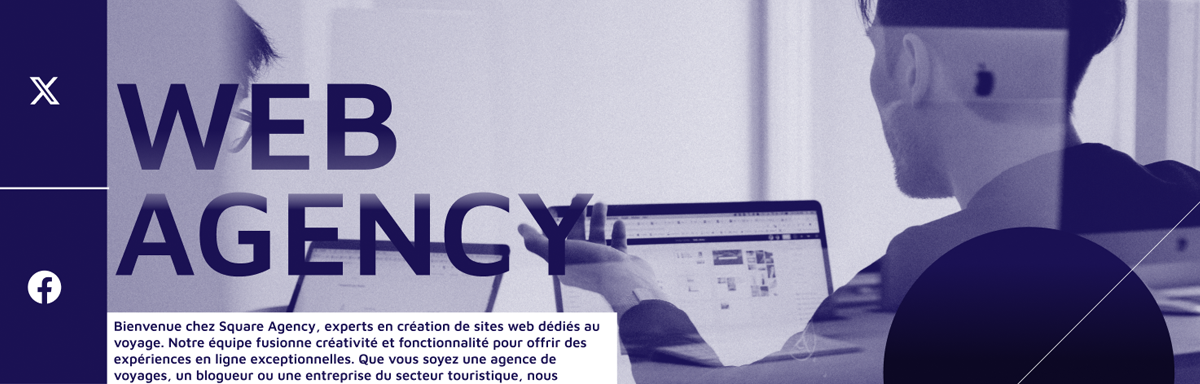 WEB
AGENCY
Bienvenue chez Square Agency, experts en création de sites web dédiés au
voyage. Notre équipe fusionne créativité et fonctionnalité pour offrir des
expériences en ligne exceptionnelles. Que vous soyez une agence de
voyages, un blogueur ou une entreprise du secteur touristique, nous